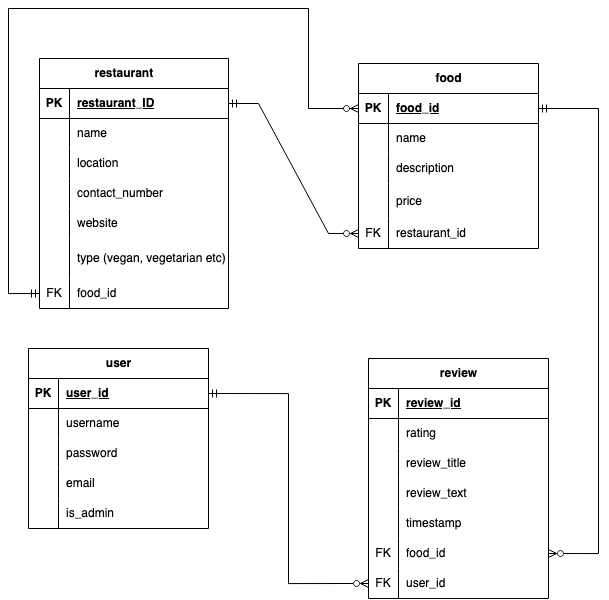 restaurant
PK restaurant_ID
name
location
contact_number
website
type (vegan, vegetarian etc)
FK food_id
food
PK food_id
name
description
price
FK restaurant_id
user
PK user_id
username
password
email
is_admin
review
PK review_id
rating
review_title
review_text
timestamp
FK food_id
FK user_id